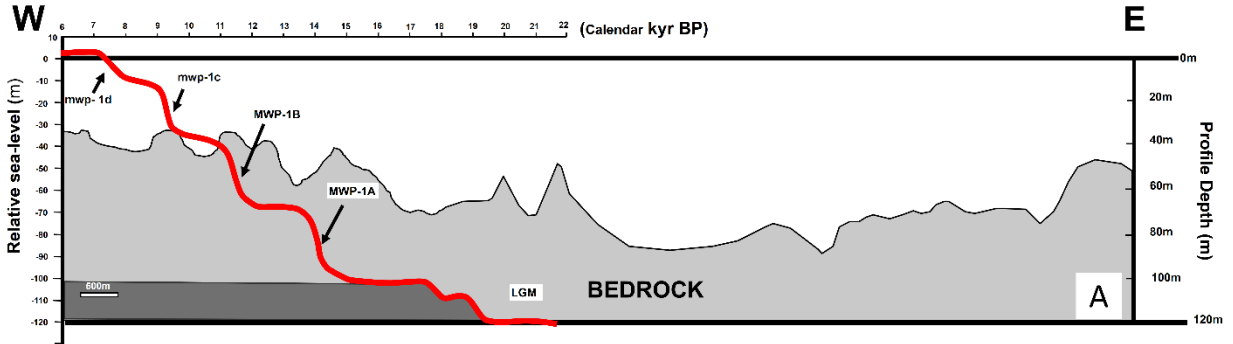 W
E
6 7 8 9 10 11 12 13 14 15 16 17 18 19 20 21 22
(Calendar kyr BP)
Relative sea-level (m)
10
0
-10
-20
-30
-40
-50
-60
-70
-80
-90
-100
-110
-120
mwp- 1d
mwp-1c
MWP-1B
MWP-1A
600m
LGM
BEDROCK
A
0m
20m
40m
60m
80m
100m
120m
Profile Depth (m)